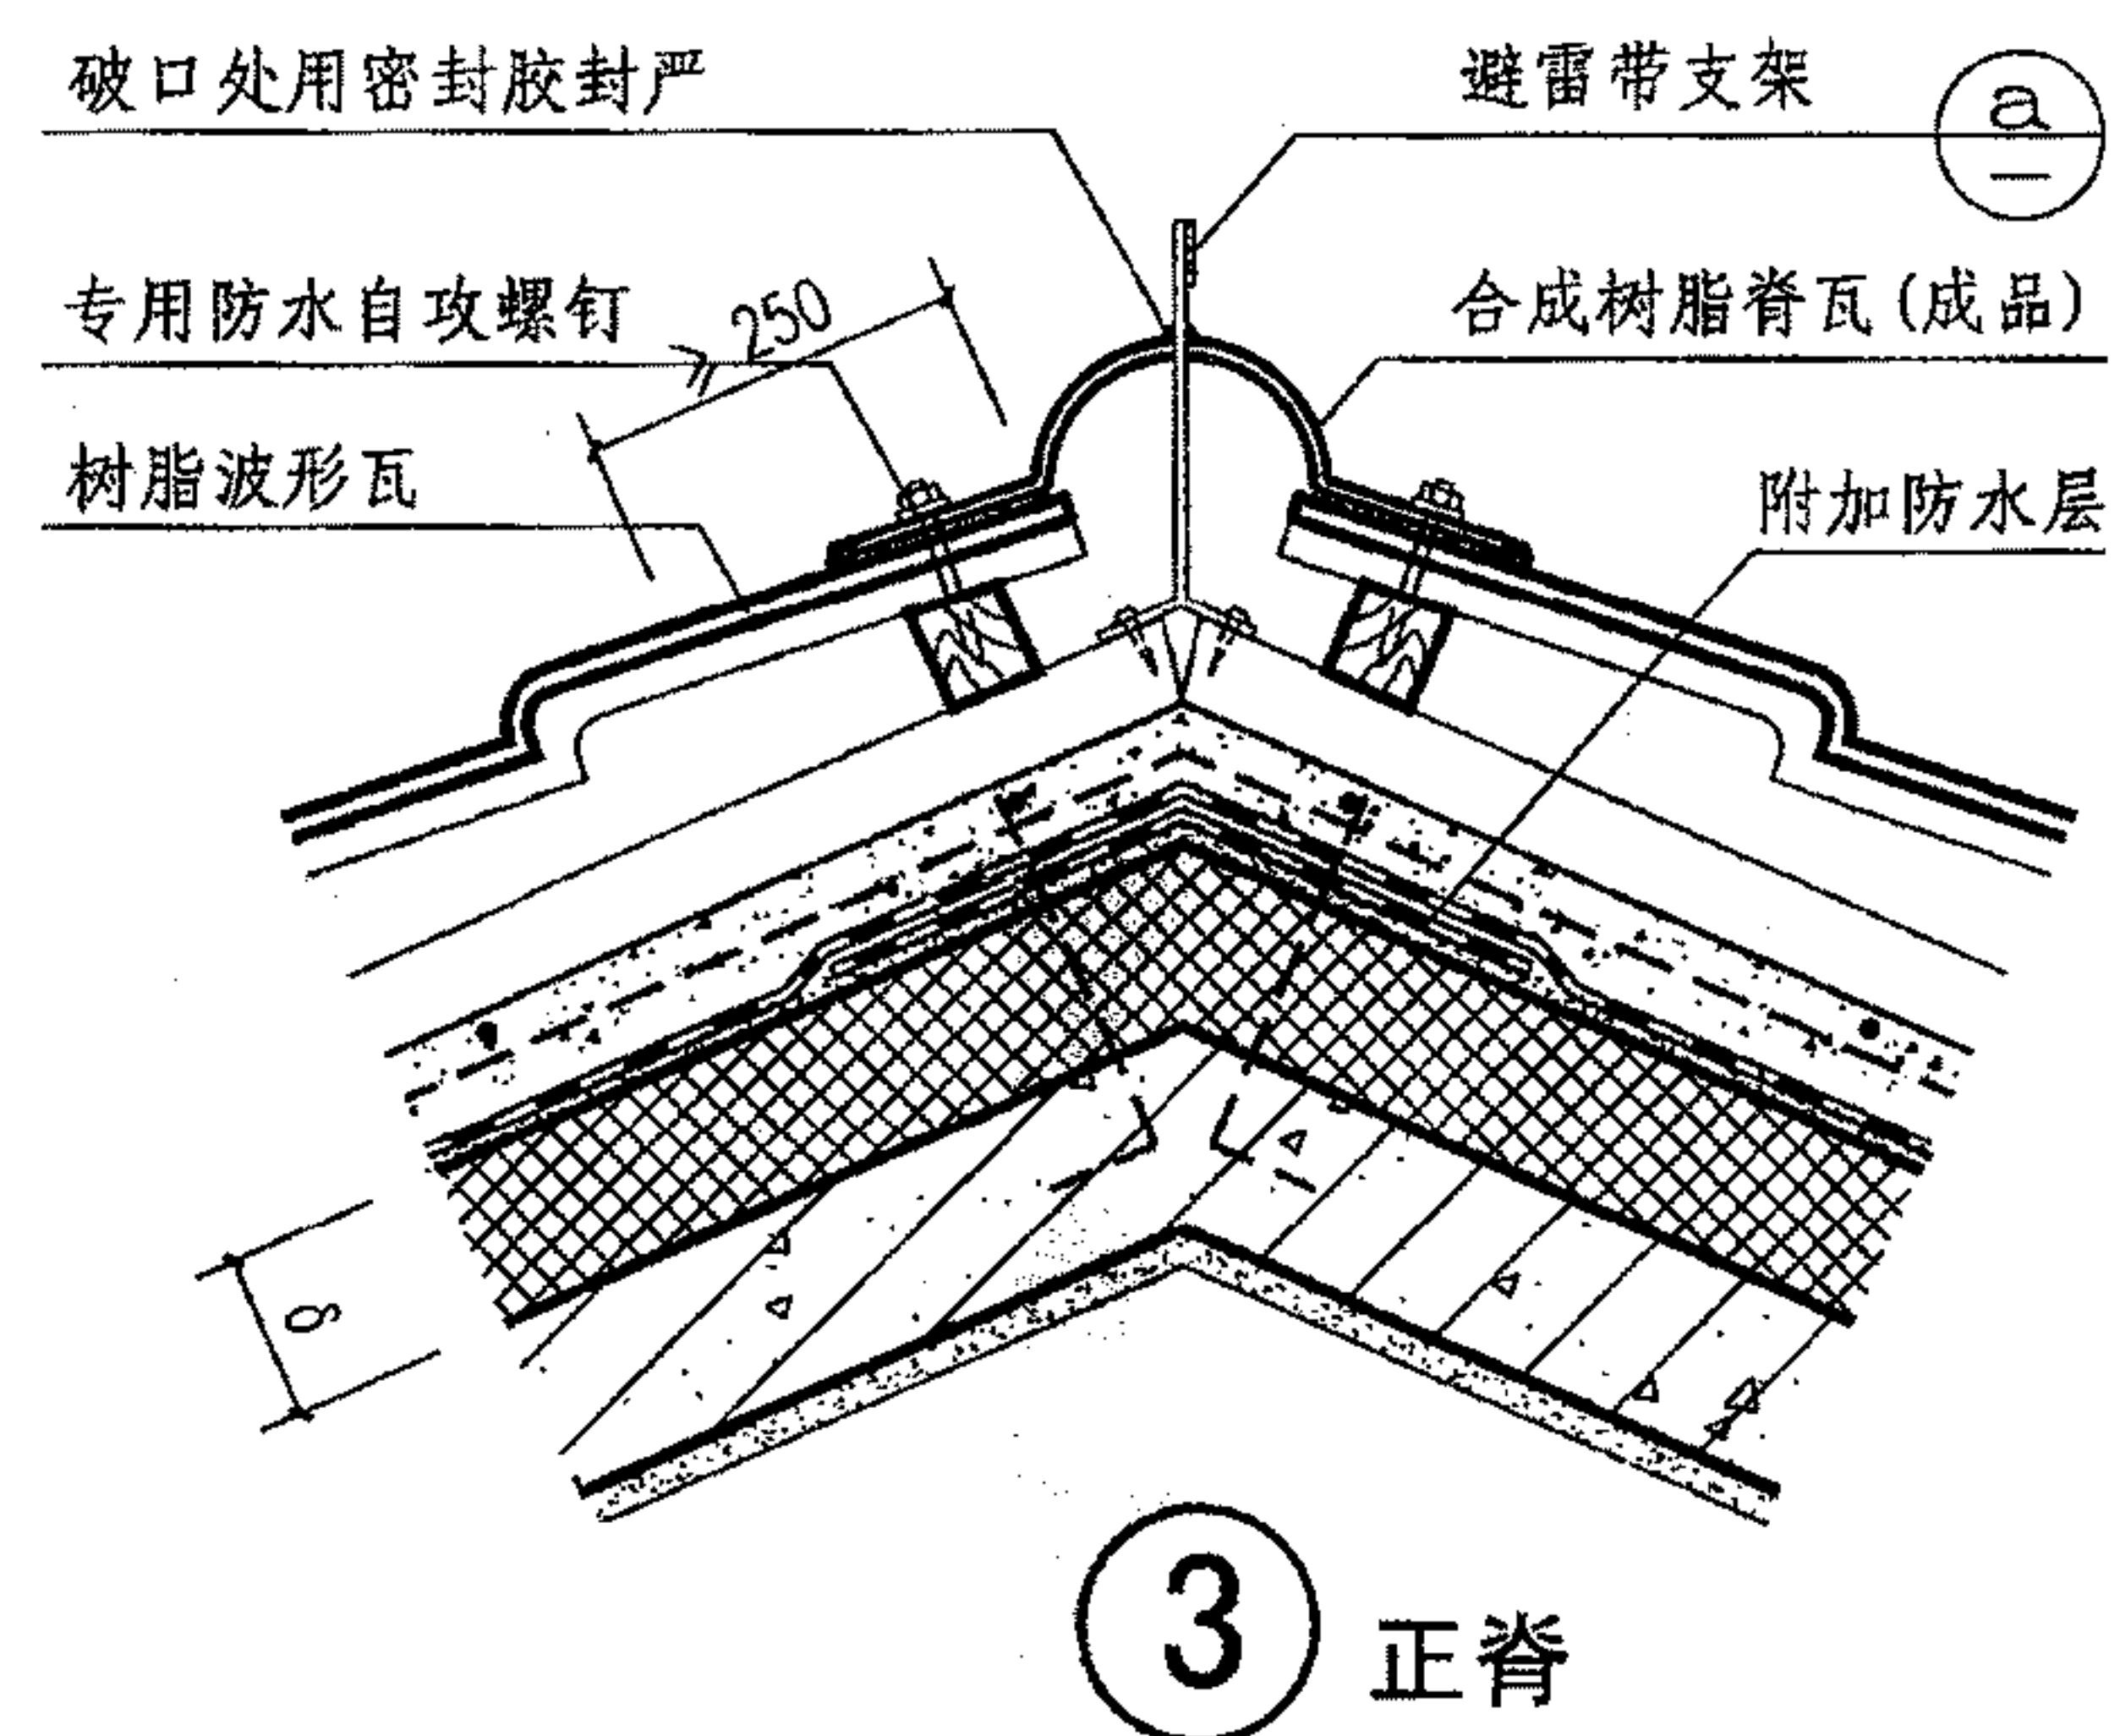 破口处用密封胶封严
避雷带支架
a
—
专用防水自攻螺钉
≥250
合成树脂脊瓦(成品)
树脂波形瓦
附加防水层
δ
3 正脊